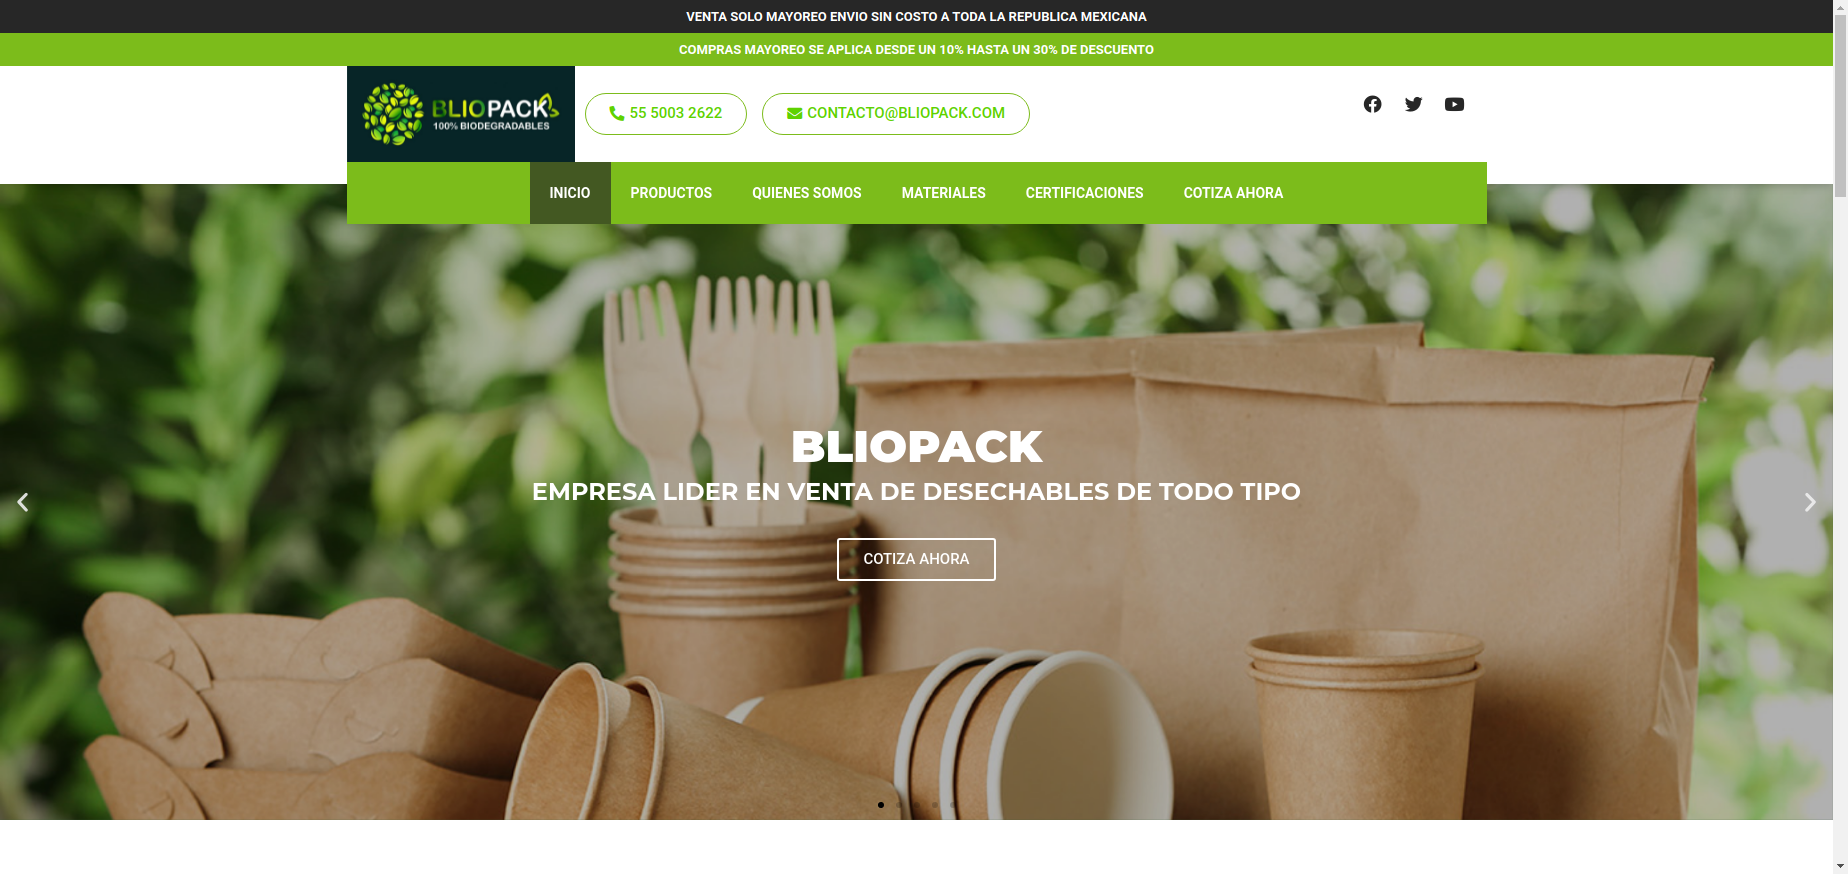 VENTA SOLO MAYOREO ENVIO SIN COSTO A TODA LA REPUBLICA MEXICANA
COMPRAS MAYOREO SE APLICA DESDE UN 10% HASTA UN 30% DE DESCUENTO
BLIOPACK
100% BIODEGRADABLES
55 5003 2622
CONTACTO@BLIOPACK.COM
INICIO PRODUCTOS QUIENES SOMOS MATERIALES CERTIFICACIONES COTIZA AHORA
BLIOPACK
EMPRESA LIDER EN VENTA DE DESECHABLES DE TODO TIPO
COTIZA AHORA